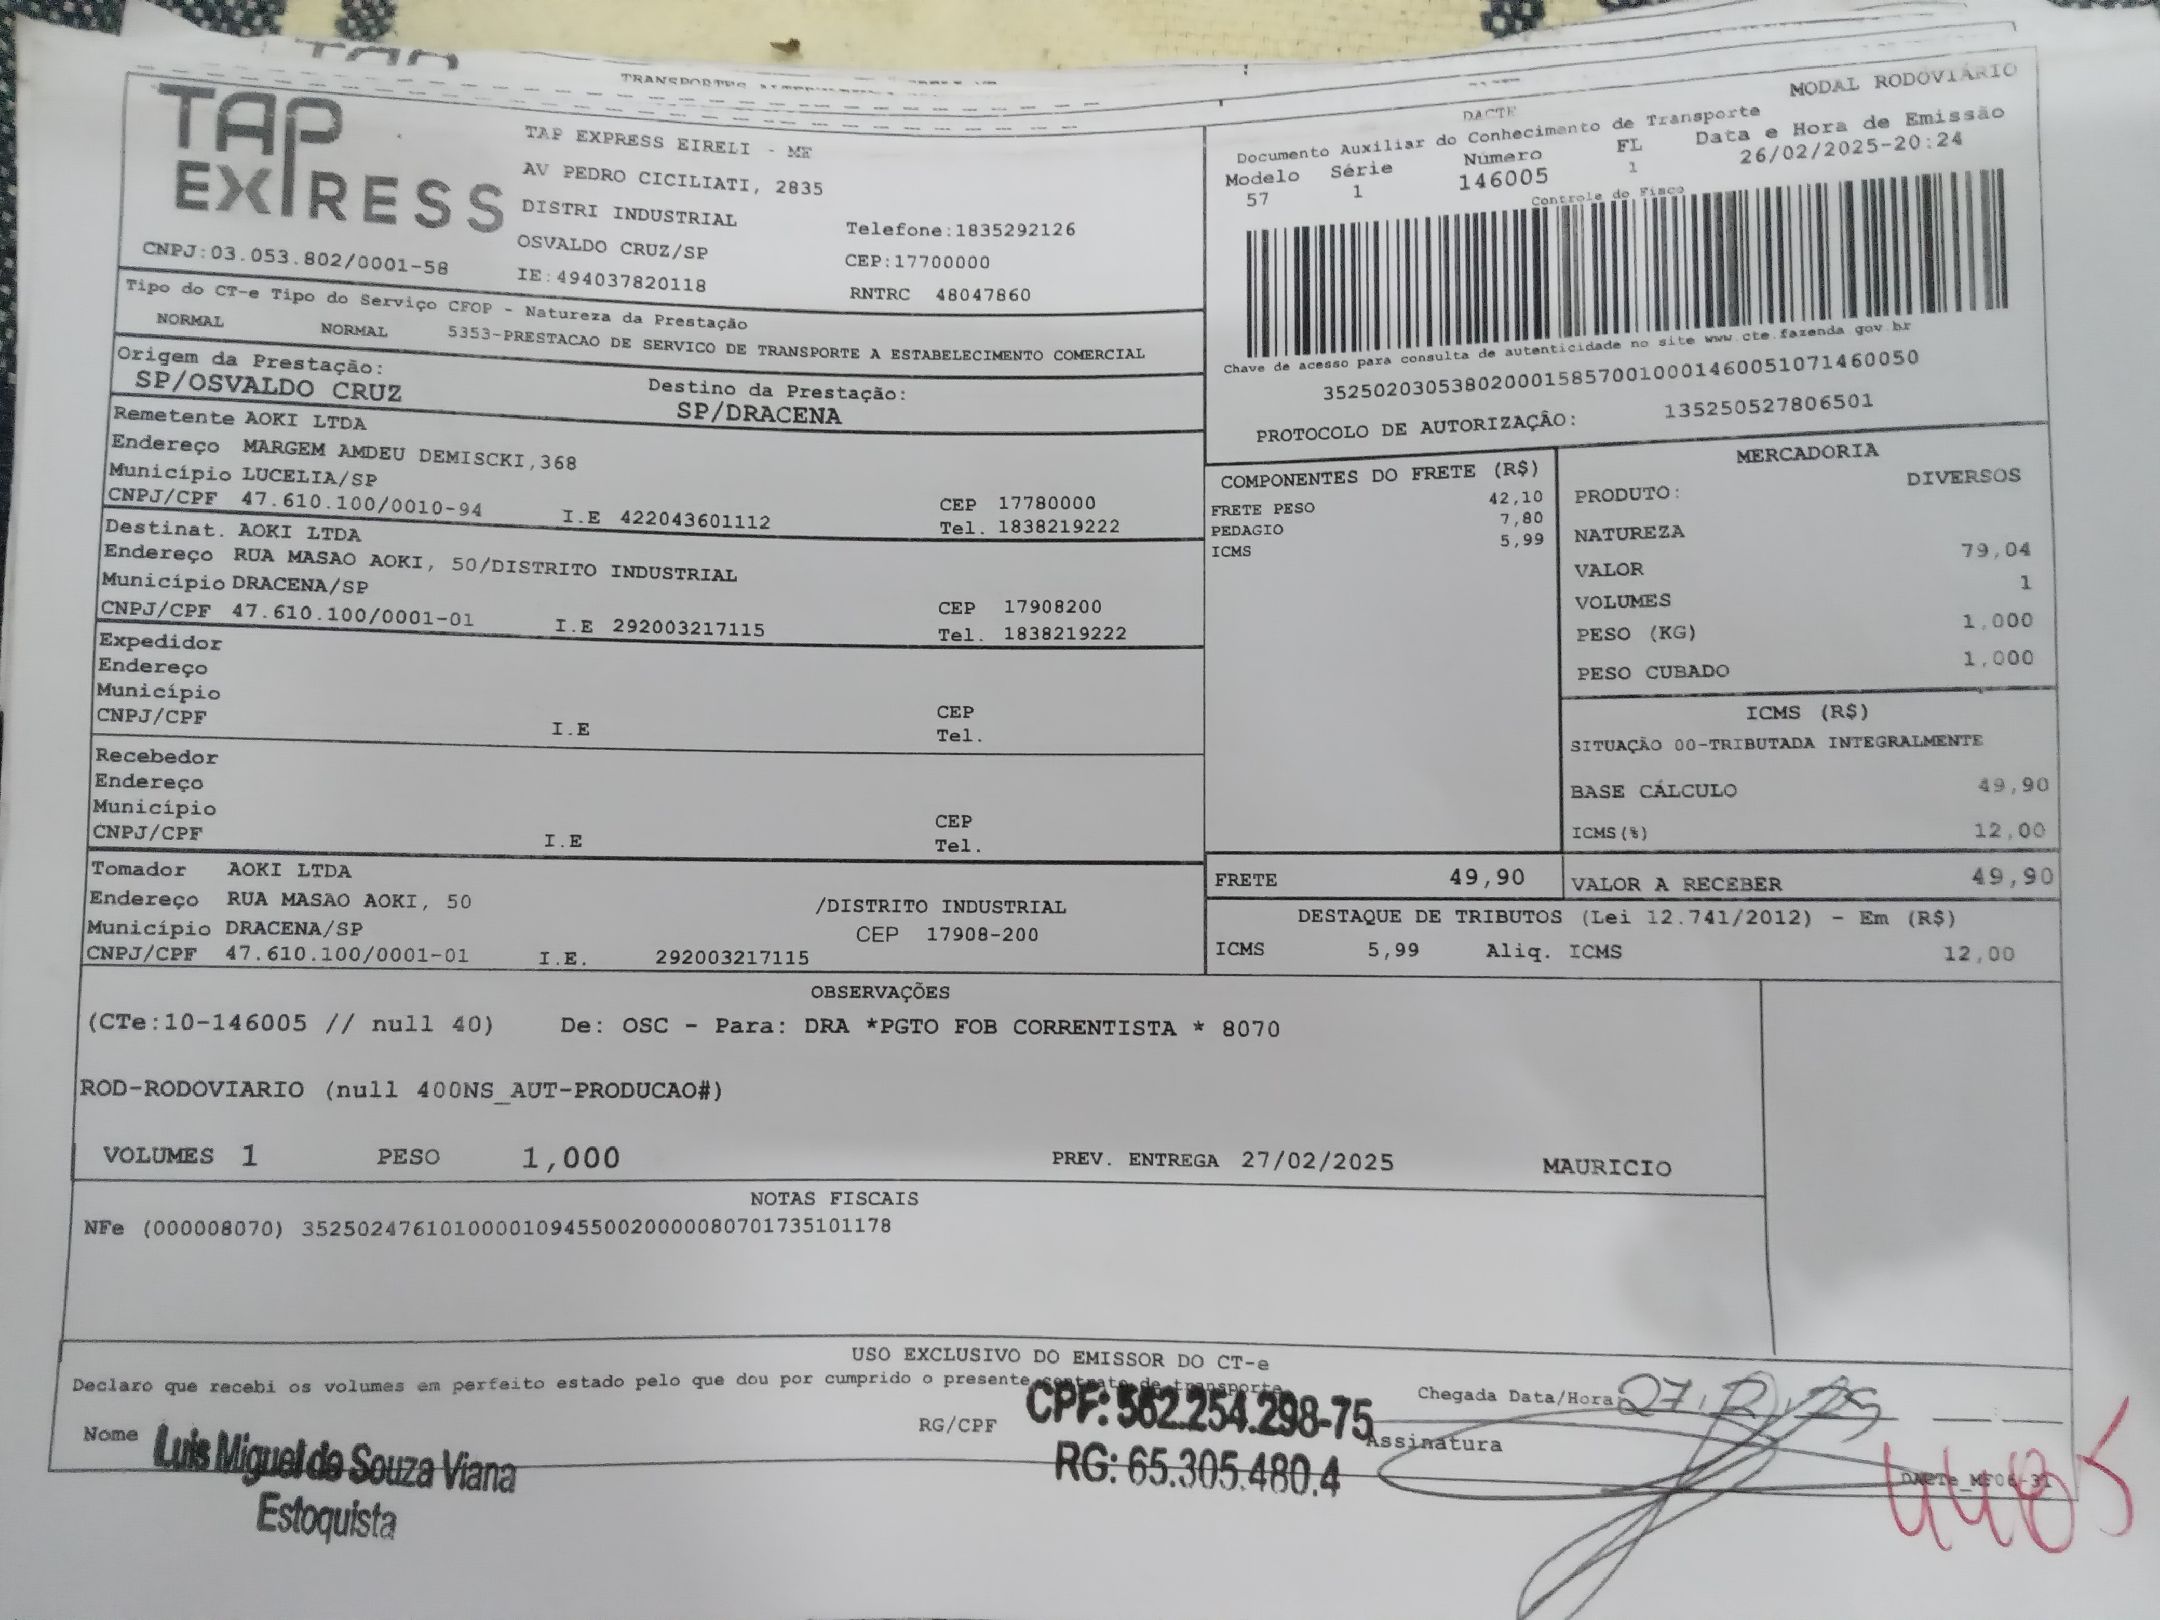 TAP EXPRESS
TAP EXPRESS EIRELI - ME
AV PEDRO CICILIATI, 2835
DISTRI INDUSTRIAL
OSVALDO CRUZ/SP
IE:494037820118
Telefone:1835292126
CEP:17700000
RNTRC 48047860
CNPJ:03.053.802/0001-58
MODAL RODOVIÁRIO
DACTE
Documento Auxiliar do Conhecimento de Transporte
Modelo Série Número FL Data e Hora de Emissão
57 1 146005 1 26/02/2025-20:24
Controle do Fisco
Chave de acesso para consulta de autenticidade no site www.cte.fazenda gov.br
35250203053802000158570010001460051071460050
PROTOCOLO DE AUTORIZAÇÃO: 135250527806501
Tipo do CT-e Tipo do Serviço CFOP - Natureza da Prestação
NORMAL NORMAL 5353-PRESTACAO DE SERVICO DE TRANSPORTE A ESTABELECIMENTO COMERCIAL
Origem da Prestação: Destino da Prestação:
SP/OSVALDO CRUZ SP/DRACENA
Remetente AOKI LTDA
Endereço MARGEM AMDEU DEMISCKI,368
Município LUCELIA/SP CEP 17780000
CNPJ/CPF 47.610.100/0010-94 I.E 422043601112 Tel. 1838219222
Destinat. AOKI LTDA
Endereço RUA MASAO AOKI, 50/DISTRITO INDUSTRIAL
Município DRACENA/SP CEP 17908200
CNPJ/CPF 47.610.100/0001-01 I.E 292003217115 Tel. 1838219222
Expedidor
Endereço
Município CEP
CNPJ/CPF I.E Tel.
Recebedor
Endereço
Município CEP
CNPJ/CPF I.E Tel.
Tomador AOKI LTDA
Endereço RUA MASAO AOKI, 50 /DISTRITO INDUSTRIAL
Município DRACENA/SP CEP 17908-200
CNPJ/CPF 47.610.100/0001-01 I.E. 292003217115
COMPONENTES DO FRETE (R$)
FRETE PESO 42,10
PEDAGIO 7,80
ICMS 5,99
MERCADORIA
PRODUTO: DIVERSOS
NATUREZA
VALOR 79,04
VOLUMES 1
PESO (KG) 1,000
PESO CUBADO 1,000
ICMS (R$)
SITUAÇÃO 00-TRIBUTADA INTEGRALMENTE
BASE CÁLCULO 49,90
ICMS(%) 12,00
FRETE 49,90 VALOR A RECEBER 49,90
DESTAQUE DE TRIBUTOS (Lei 12.741/2012) - Em (R$)
ICMS 5,99 Aliq. ICMS 12,00
OBSERVAÇÕES
(CTe:10-146005 // null 40) De: OSC - Para: DRA *PGTO FOB CORRENTISTA * 8070
ROD-RODOVIARIO (null 400NS_AUT-PRODUCAO#)
VOLUMES 1 PESO 1,000 PREV. ENTREGA 27/02/2025 MAURICIO
NOTAS FISCAIS
NFe (000008070) 35250247610100001094550020000080701735101178
USO EXCLUSIVO DO EMISSOR DO CT-e
Declaro que recebi os volumes em perfeito estado pelo que dou por cumprido o presente contrato de transporte
Chegada Data/Hora 27.2.25
Nome Luis Miguel de Souza Viana
Estoquista
RG/CPF CPF: 562.254.298-75
RG: 65.305.480.4
Assinatura